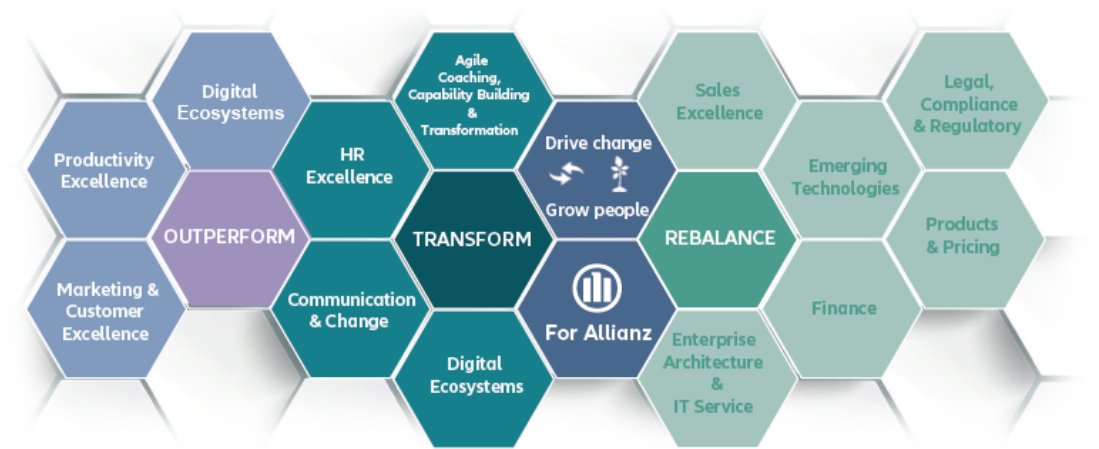 Productivity
Excellence
Marketing &
Customer
Excellence
Digital
Ecosystems
OUTPERFORM
HR
Excellence
Communication
& Change
Agile
Coaching,
Capability Building
&
Transformation
TRANSFORM
Digital
Ecosystems
Drive change
Grow people
For Allianz
Sales
Excellence
REBALANCE
Enterprise
Architecture
&
IT Service
Emerging
Technologies
Finance
Legal,
Compliance
& Regulatory
Products
& Pricing